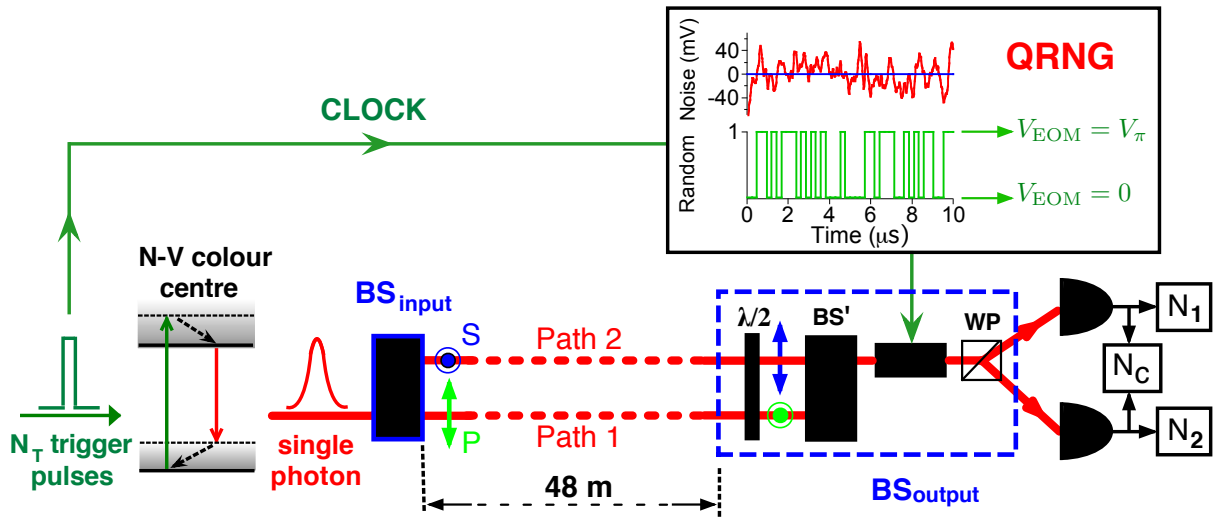 QRNG
Noise (mV)
40
0
-40
Random
1
0
0 2 4 6 8 10
Time (μs)
V_EOM = V_π
V_EOM = 0
CLOCK
N-V colour
centre
N_T trigger
pulses
single
photon
BS_input
S
P
Path 2
Path 1
48 m
λ/2
BS'
WP
BS_output
N_1
N_C
N_2